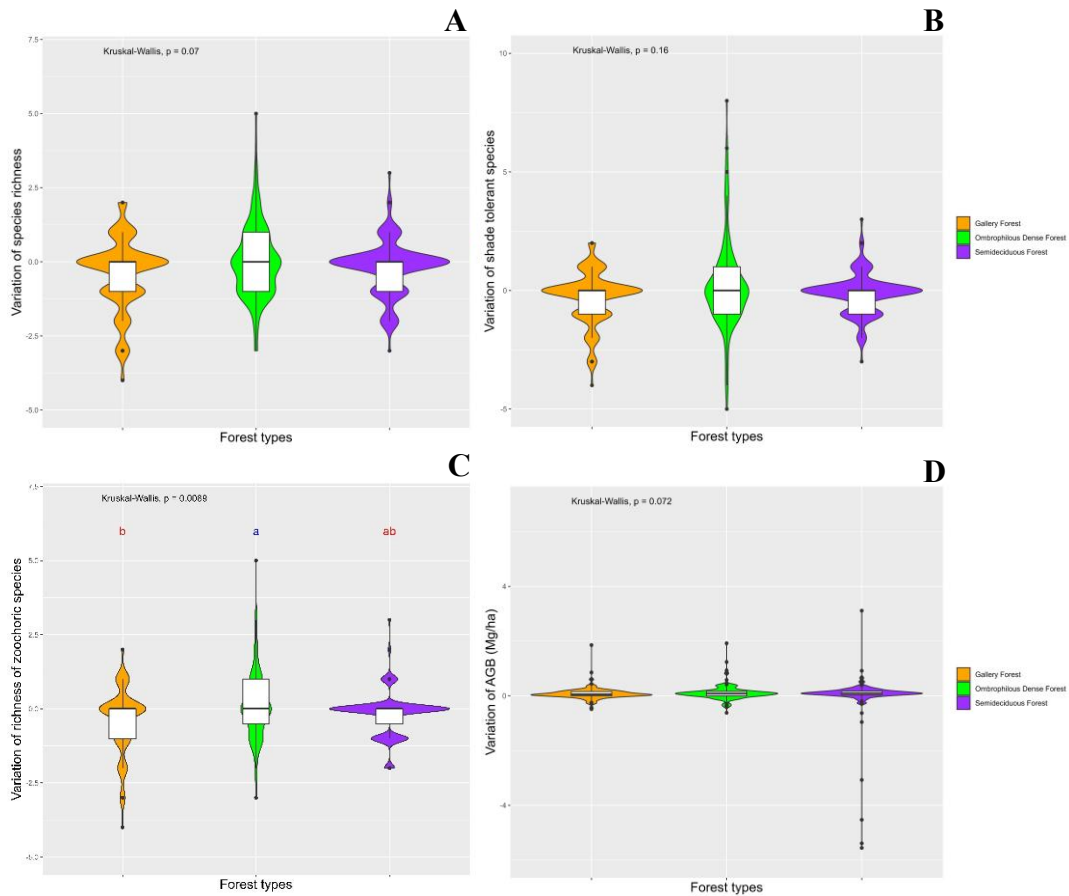 A
7.5
Kruskal-Wallis, p = 0.07
5.0
2.5
0.0
-2.5
-5.0
Variation of species richness
Forest types
B
10
Kruskal-Wallis, p = 0.16
5
0
-5
Variation of shade tolerant species
Forest types
Gallery Forest
Ombrophilous Dense Forest
Semideciduous Forest
C
7.5
Kruskal-Wallis, p = 0.0089
b
a
ab
5.0
2.5
0.0
-2.5
-5.0
Variation of richness of zoochoric species
Forest types
D
Kruskal-Wallis, p = 0.072
4
0
-4
Variation of AGB (Mg/ha)
Forest types
Gallery Forest
Ombrophilous Dense Forest
Semideciduous Forest